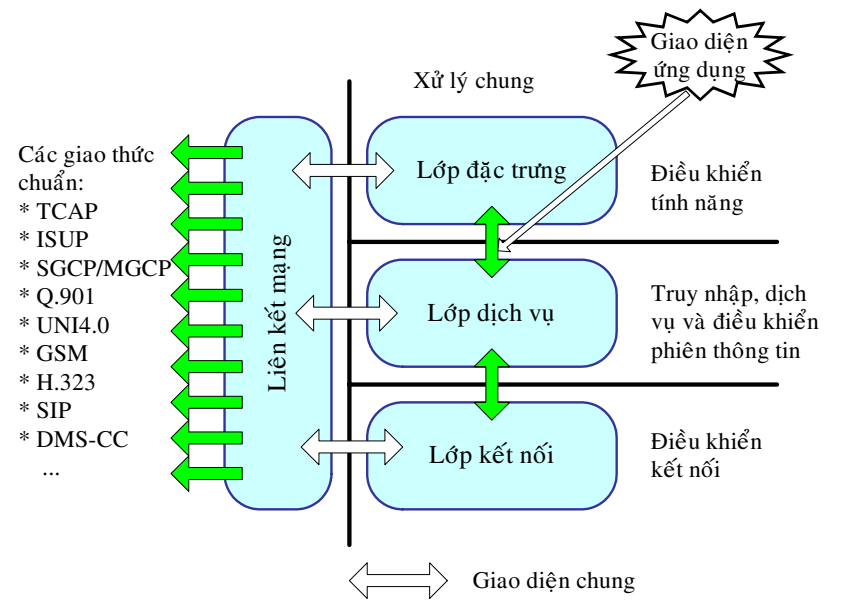 Giao diện
ứng dụng
Xử lý chung
Các giao thức
chuẩn:
* TCAP
* ISUP
* SGCP/MGCP
* Q.901
* UNI4.0
* GSM
* H.323
* SIP
* DMS-CC
...
Liên kết mạng
Lớp đặc trưng
Điều khiển
tính năng
Lớp dịch vụ
Truy nhập, dịch
vụ và điều khiển
phiên thông tin
Lớp kết nối
Điều khiển
kết nối
Giao diện chung